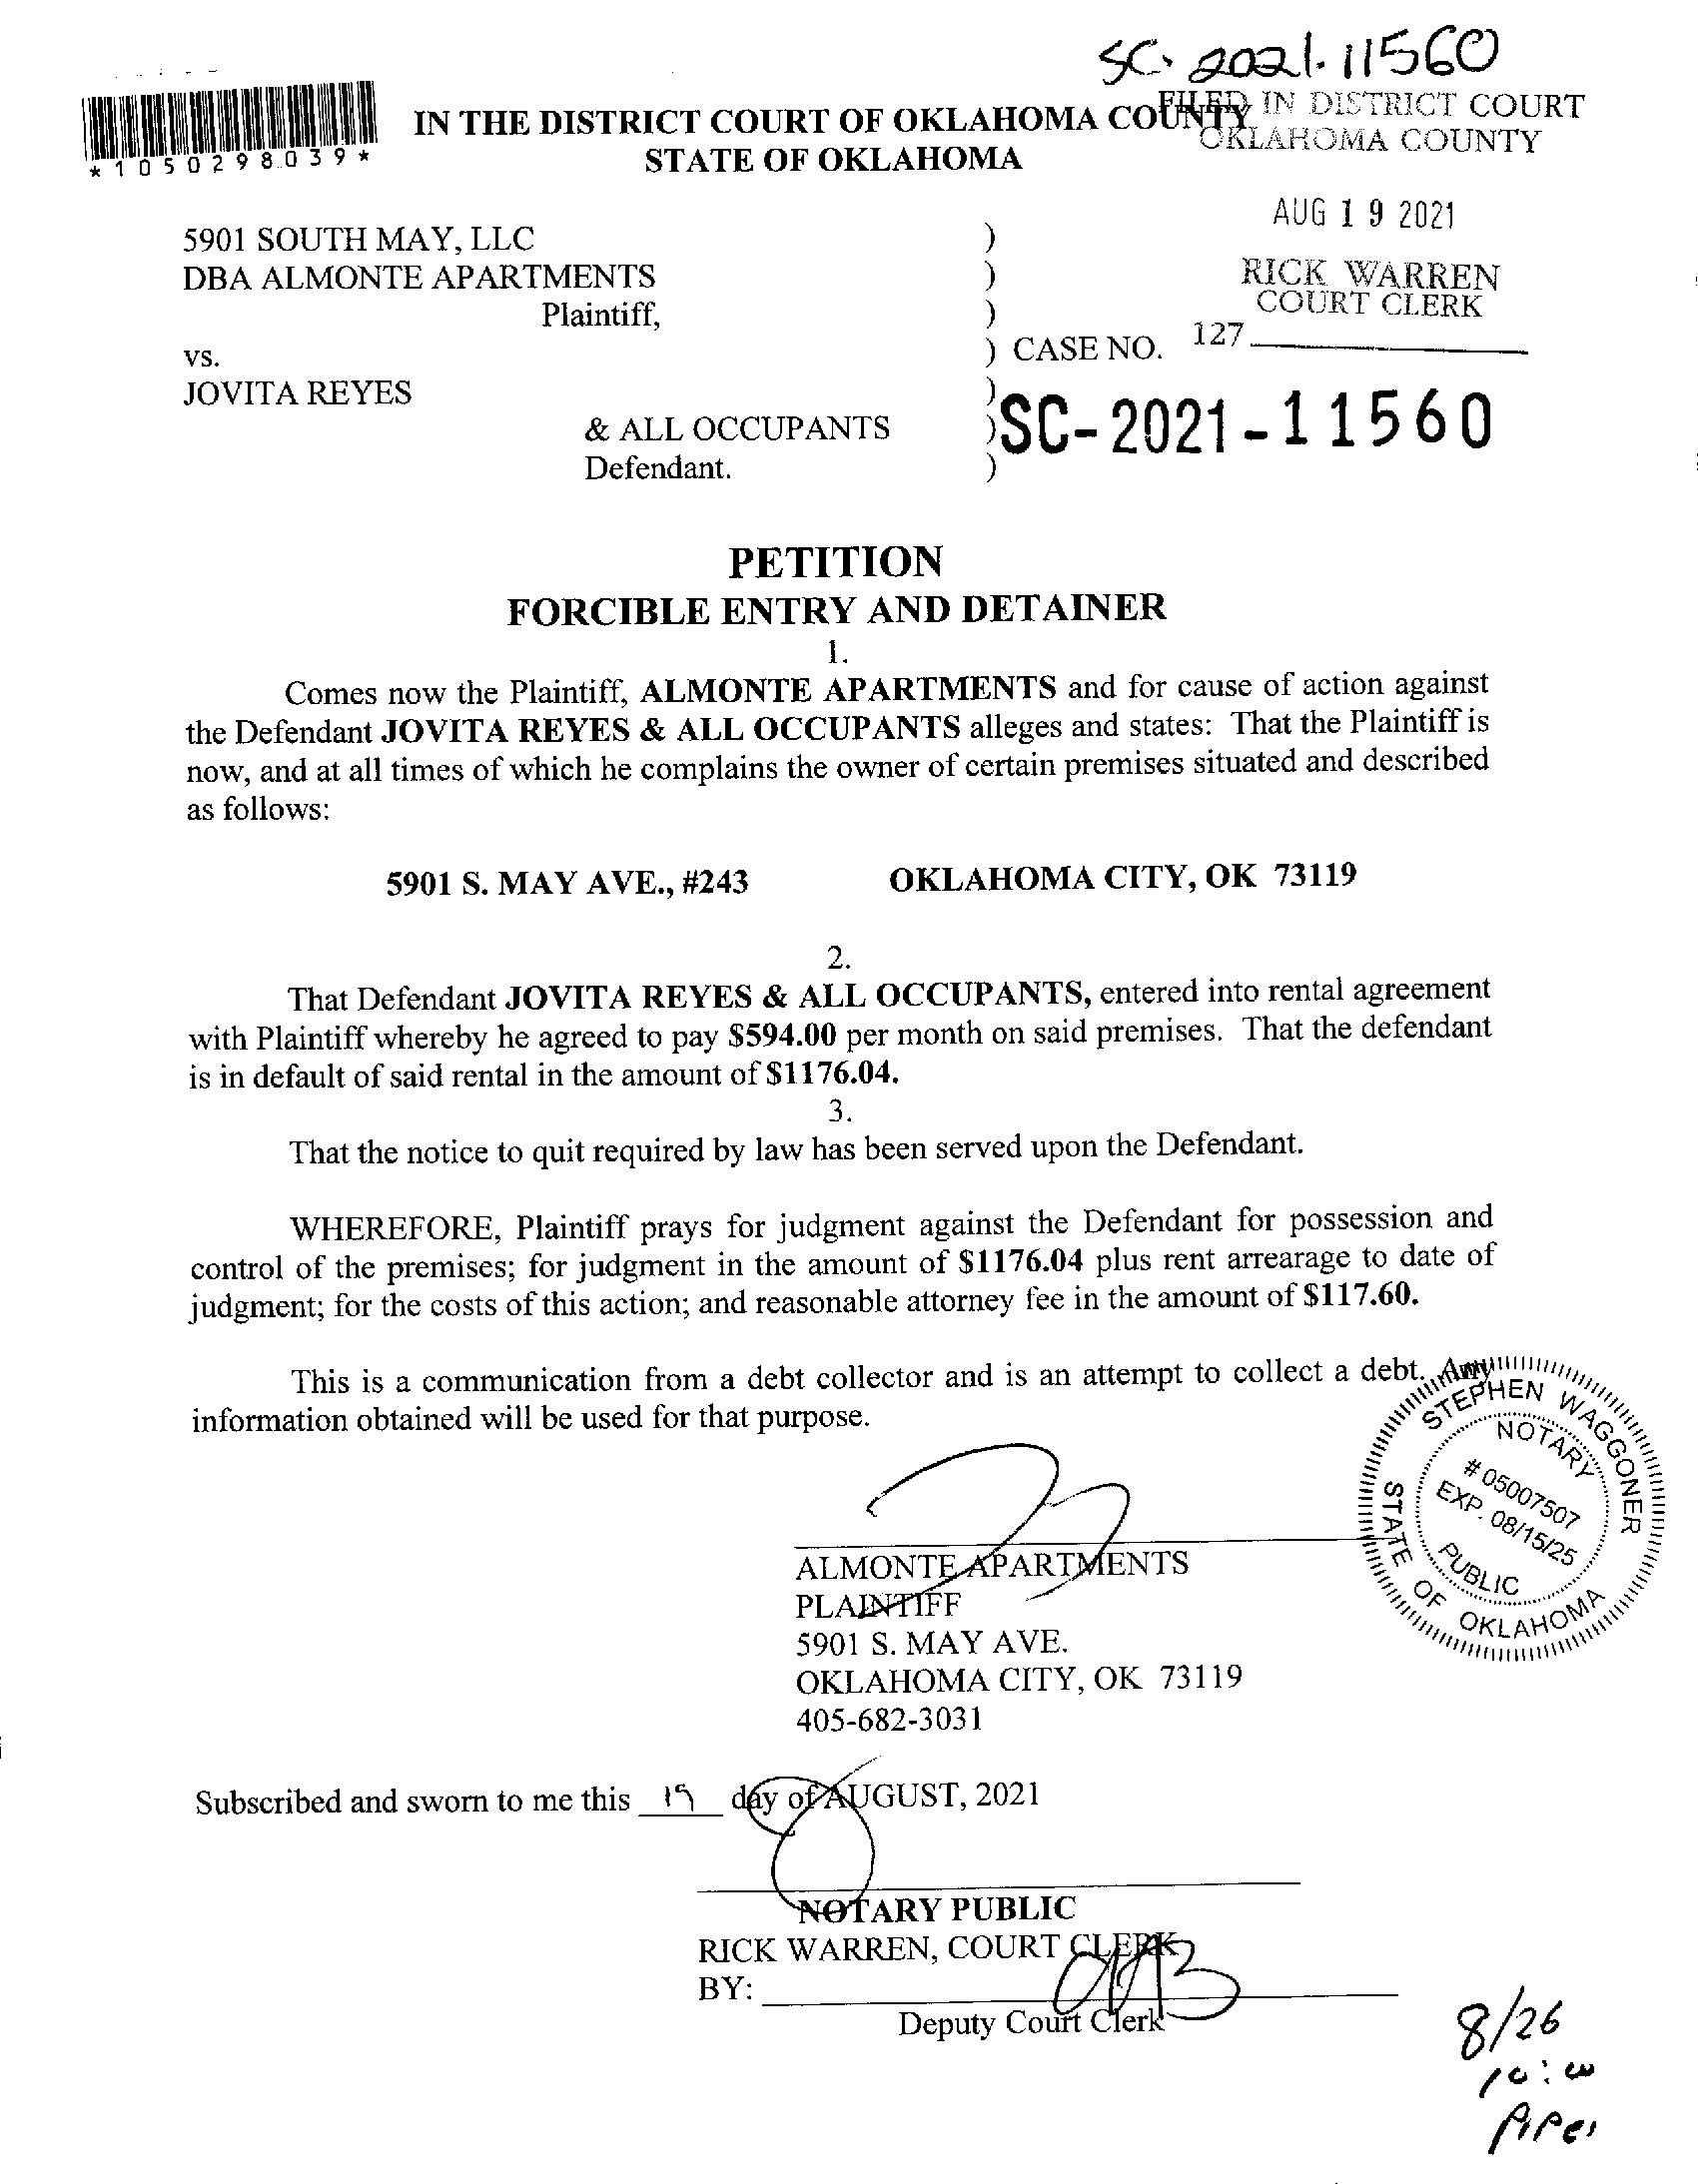 SC. 2021. 11560
FILED IN DISTRICT COURT
OKLAHOMA COUNTY
*1050298039*
IN THE DISTRICT COURT OF OKLAHOMA COUNTY
STATE OF OKLAHOMA
AUG 19 2021
RICK WARREN
COURT CLERK
127
5901 SOUTH MAY, LLC )
DBA ALMONTE APARTMENTS )
Plaintiff, )
vs. ) CASE NO.
JOVITA REYES )
& ALL OCCUPANTS ) SC-2021-11560
Defendant. )
PETITION
FORCIBLE ENTRY AND DETAINER
1.
Comes now the Plaintiff, ALMONTE APARTMENTS and for cause of action against
the Defendant JOVITA REYES & ALL OCCUPANTS alleges and states: That the Plaintiff is
now, and at all times of which he complains the owner of certain premises situated and described
as follows:
5901 S. MAY AVE., #243 OKLAHOMA CITY, OK 73119
2.
That Defendant JOVITA REYES & ALL OCCUPANTS, entered into rental agreement
with Plaintiff whereby he agreed to pay $594.00 per month on said premises. That the defendant
is in default of said rental in the amount of $1176.04.
3.
That the notice to quit required by law has been served upon the Defendant.
WHEREFORE, Plaintiff prays for judgment against the Defendant for possession and
control of the premises; for judgment in the amount of $1176.04 plus rent arrearage to date of
judgment; for the costs of this action; and reasonable attorney fee in the amount of $117.60.
This is a communication from a debt collector and is an attempt to collect a debt. Any
information obtained will be used for that purpose.
STEPHEN WAGGONER
NOTARY
# 05007507
EXP. 08/15/25
PUBLIC
STATE OF OKLAHOMA
ALMONTE APARTMENTS
PLAINTIFF
5901 S. MAY AVE.
OKLAHOMA CITY, OK 73119
405-682-3031
Subscribed and sworn to me this 19 day of AUGUST, 2021
NOTARY PUBLIC
RICK WARREN, COURT CLERK
BY:
Deputy Court Clerk
8/26
10:00